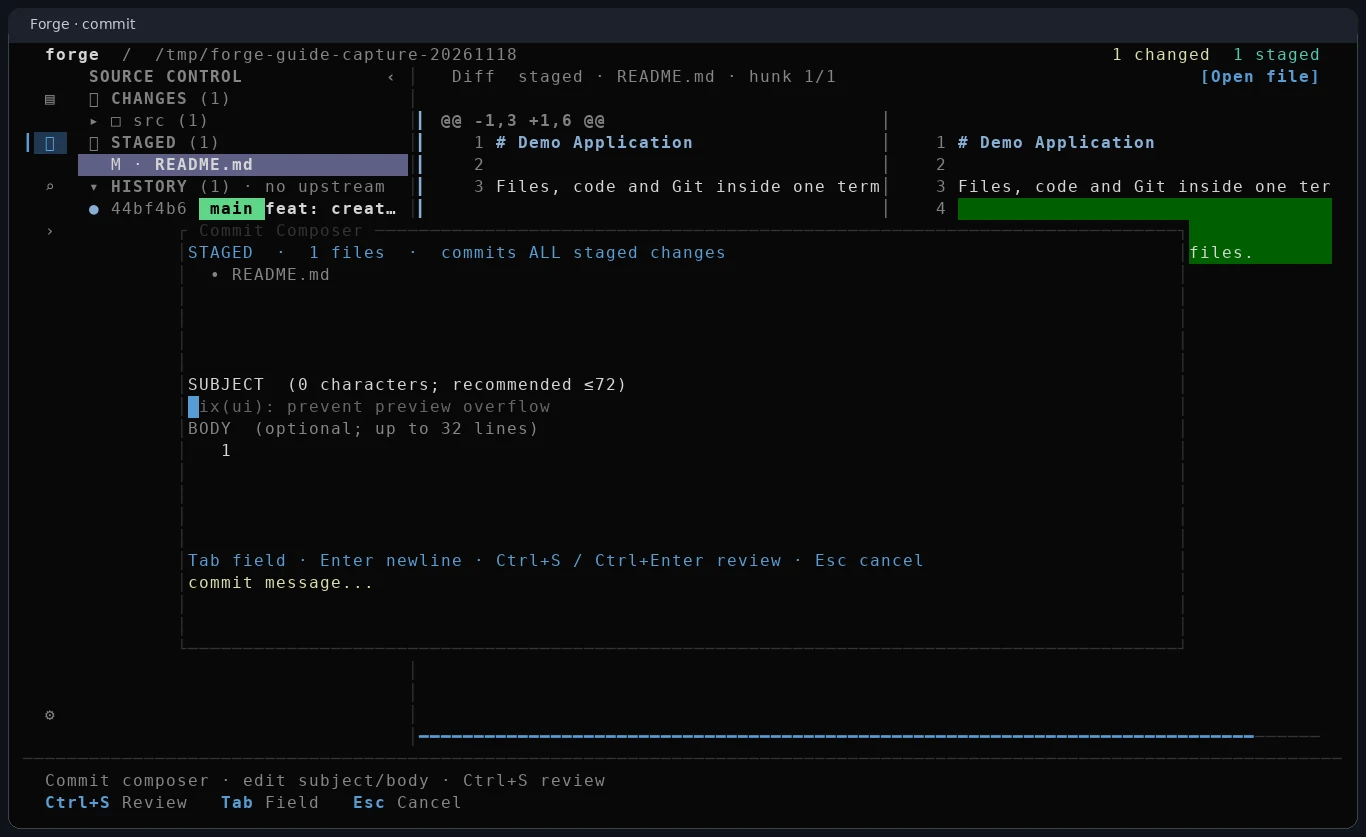 Forge · commit
forge / /tmp/forge-guide-capture-20261118 1 changed 1 staged
SOURCE CONTROL ‹ Diff staged · README.md · hunk 1/1 [Open file]
CHANGES (1)
▸ □ src (1) @@ -1,3 +1,6 @@
STAGED (1) 1 # Demo Application 1 # Demo Application
M · README.md 2 2
▾ HISTORY (1) · no upstream 3 Files, code and Git inside one term 3 Files, code and Git inside one ter
● 44bf4b6 main feat: creat… 4
› Commit Composer
STAGED · 1 files · commits ALL staged changes files.
• README.md
SUBJECT (0 characters; recommended ≤72)
ix(ui): prevent preview overflow
BODY (optional; up to 32 lines)
1
Tab field · Enter newline · Ctrl+S / Ctrl+Enter review · Esc cancel
commit message...
Commit composer · edit subject/body · Ctrl+S review
Ctrl+S Review Tab Field Esc Cancel